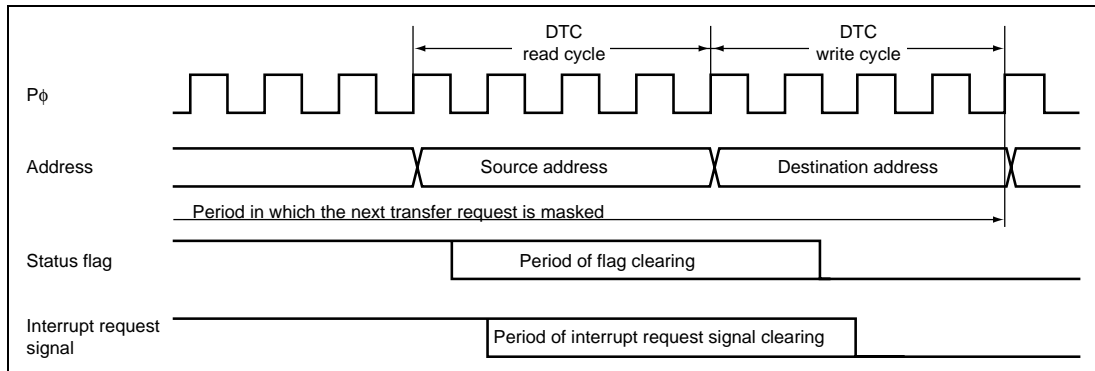 DTC
read cycle
DTC
write cycle
Pϕ
Address
Source address
Destination address
Period in which the next transfer request is masked
Status flag
Period of flag clearing
Interrupt request
signal
Period of interrupt request signal clearing